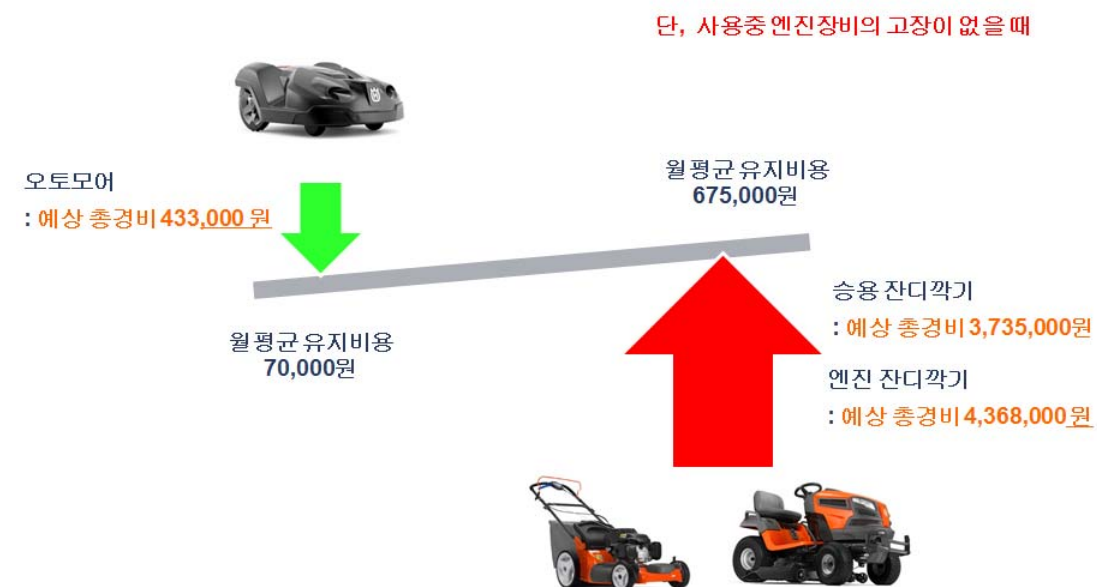 단, 사용중 엔진장비의 고장이 없을 때
오토모어
: 예상 총경비 433,000 원
월평균 유지비용
675,000원
월평균 유지비용
70,000원
승용 잔디깍기
: 예상 총경비 3,735,000원
엔진 잔디깍기
: 예상 총경비 4,368,000원